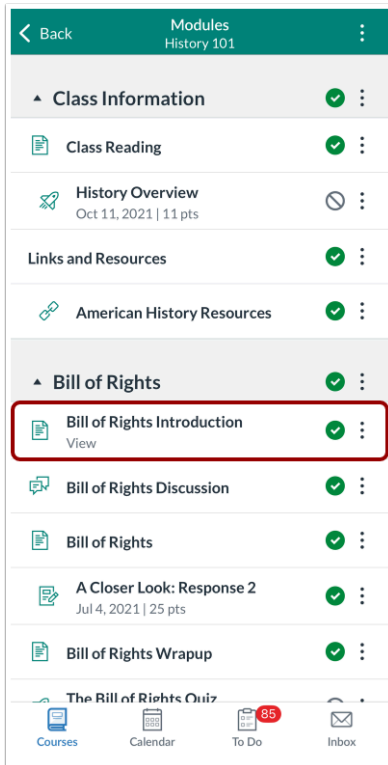 Back
Modules
History 101
Class Information
Class Reading
History Overview
Oct 11, 2021 | 11 pts
Links and Resources
American History Resources
Bill of Rights
Bill of Rights Introduction
View
Bill of Rights Discussion
Bill of Rights
A Closer Look: Response 2
Jul 4, 2021 | 25 pts
Bill of Rights Wrapup
The Bill of Rights Quiz
85
Courses
Calendar
To Do
Inbox